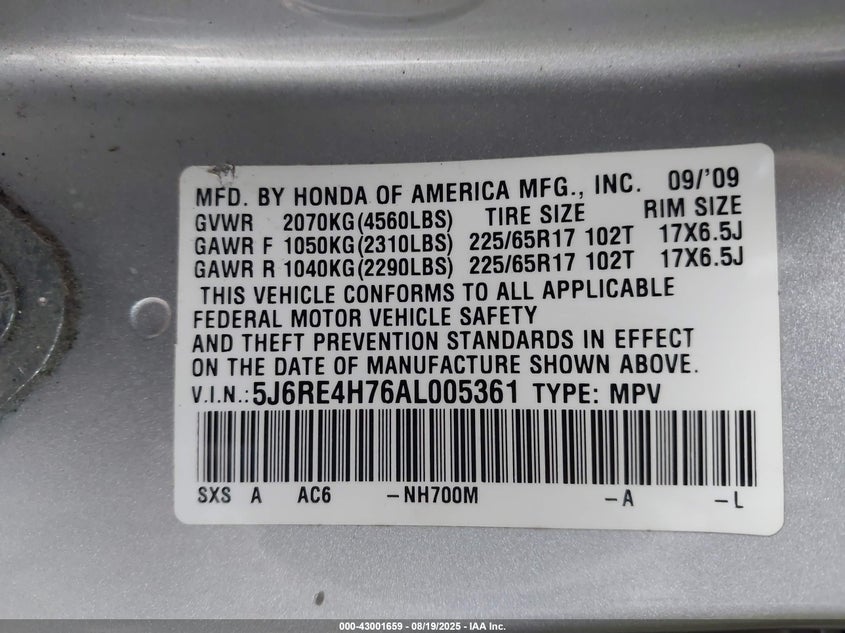 MFD. BY HONDA OF AMERICA MFG., INC. 09/'09
GVWR 2070KG(4560LBS) TIRE SIZE RIM SIZE
GAWR F 1050KG(2310LBS) 225/65R17 102T 17X6.5J
GAWR R 1040KG(2290LBS) 225/65R17 102T 17X6.5J
THIS VEHICLE CONFORMS TO ALL APPLICABLE
FEDERAL MOTOR VEHICLE SAFETY
AND THEFT PREVENTION STANDARDS IN EFFECT
ON THE DATE OF MANUFACTURE SHOWN ABOVE.
V.I.N.: 5J6RE4H76AL005361 TYPE: MPV
SXS A AC6 -NH700M -A -L
000-43001659 - 08/19/2025 - IAA Inc.